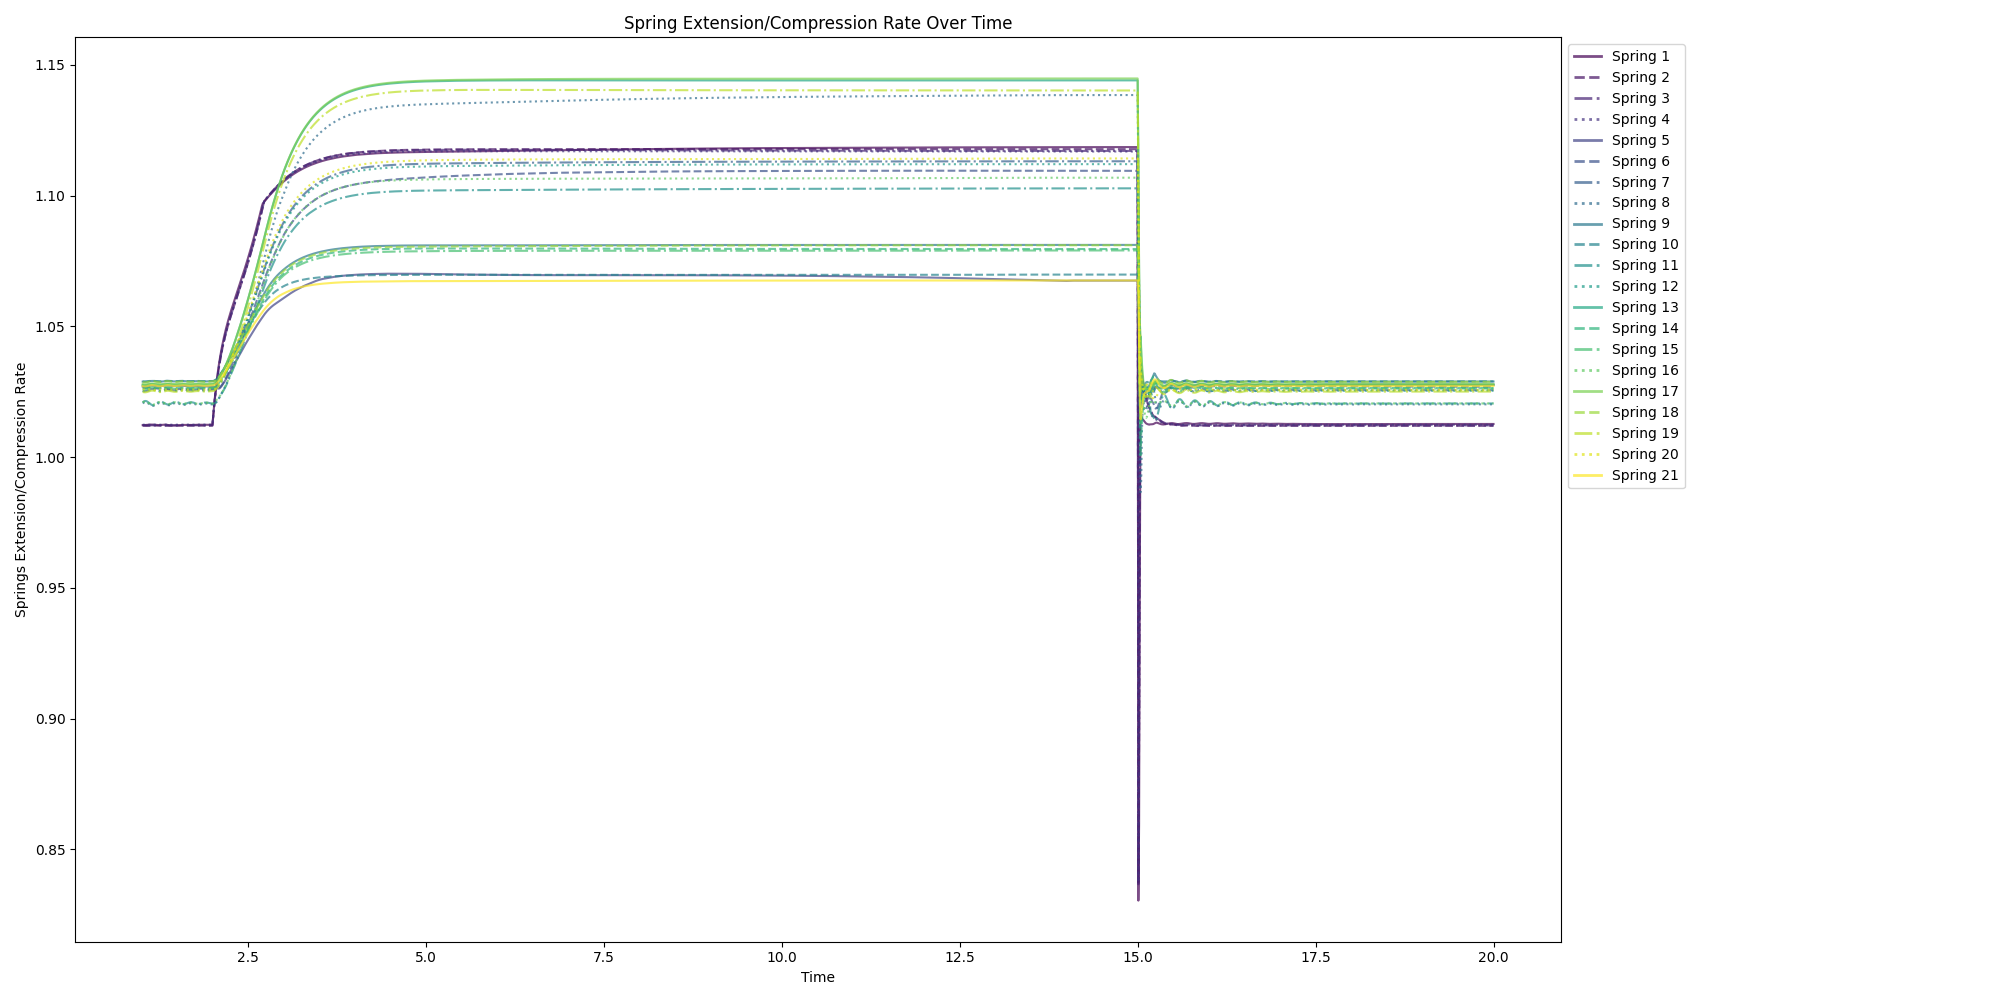 Spring Extension/Compression Rate Over Time
Springs Extension/Compression Rate
1.15
1.10
1.05
1.00
0.95
0.90
0.85
2.5
5.0
7.5
10.0
12.5
15.0
17.5
20.0
Time
Spring 1
Spring 2
Spring 3
Spring 4
Spring 5
Spring 6
Spring 7
Spring 8
Spring 9
Spring 10
Spring 11
Spring 12
Spring 13
Spring 14
Spring 15
Spring 16
Spring 17
Spring 18
Spring 19
Spring 20
Spring 21